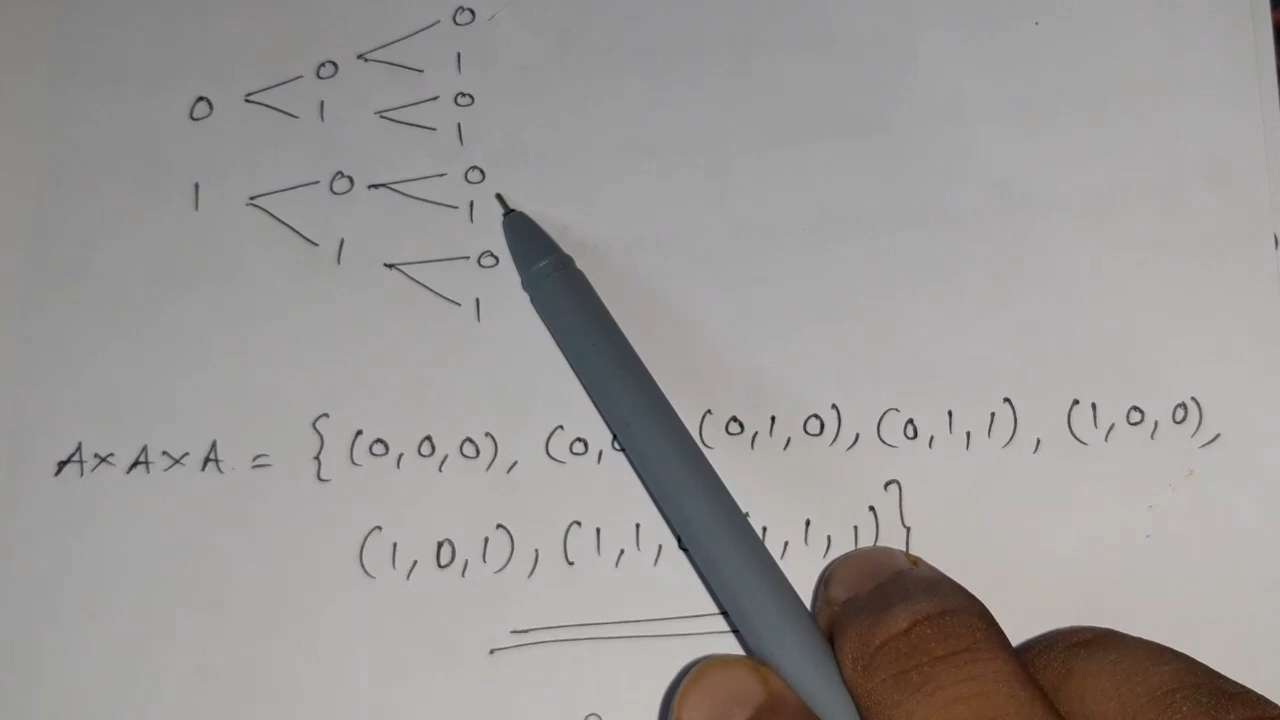 0
0 1
0 1
0 0
1
1 0 0
1
1 0
1
A×A×A = {(0,0,0), (0, (0,1,0), (0,1,1), (1,0,0),
(1,0,1), (1,1, 1,1)}